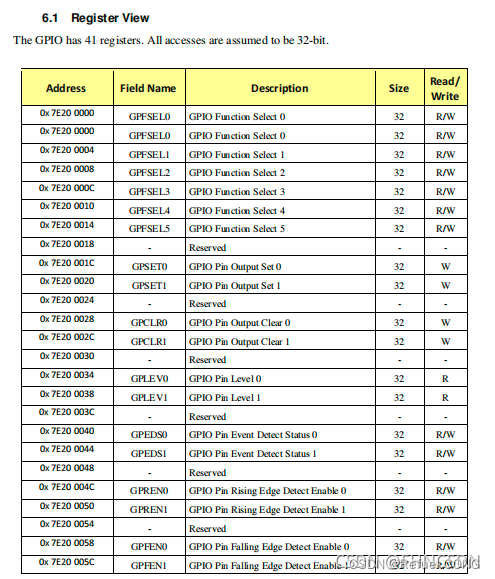 6.1 Register View
The GPIO has 41 registers. All accesses are assumed to be 32-bit.
Address Field Name Description Size Read/
Write
0x 7E20 0000 GPFSEL0 GPIO Function Select 0 32 R/W
0x 7E20 0000 GPFSEL0 GPIO Function Select 0 32 R/W
0x 7E20 0004 GPFSEL1 GPIO Function Select 1 32 R/W
0x 7E20 0008 GPFSEL2 GPIO Function Select 2 32 R/W
0x 7E20 000C GPFSEL3 GPIO Function Select 3 32 R/W
0x 7E20 0010 GPFSEL4 GPIO Function Select 4 32 R/W
0x 7E20 0014 GPFSEL5 GPIO Function Select 5 32 R/W
0x 7E20 0018 - Reserved - -
0x 7E20 001C GPSET0 GPIO Pin Output Set 0 32 W
0x 7E20 0020 GPSET1 GPIO Pin Output Set 1 32 W
0x 7E20 0024 - Reserved - -
0x 7E20 0028 GPCLR0 GPIO Pin Output Clear 0 32 W
0x 7E20 002C GPCLR1 GPIO Pin Output Clear 1 32 W
0x 7E20 0030 - Reserved - -
0x 7E20 0034 GPLEV0 GPIO Pin Level 0 32 R
0x 7E20 0038 GPLEV1 GPIO Pin Level 1 32 R
0x 7E20 003C - Reserved - -
0x 7E20 0040 GPEDS0 GPIO Pin Event Detect Status 0 32 R/W
0x 7E20 0044 GPEDS1 GPIO Pin Event Detect Status 1 32 R/W
0x 7E20 0048 - Reserved - -
0x 7E20 004C GPREN0 GPIO Pin Rising Edge Detect Enable 0 32 R/W
0x 7E20 0050 GPREN1 GPIO Pin Rising Edge Detect Enable 1 32 R/W
0x 7E20 0054 - Reserved - -
0x 7E20 0058 GPFEN0 GPIO Pin Falling Edge Detect Enable 0 32 R/W
0x 7E20 005C GPFEN1 GPIO Pin Falling Edge Detect Enable 1 32 R/W